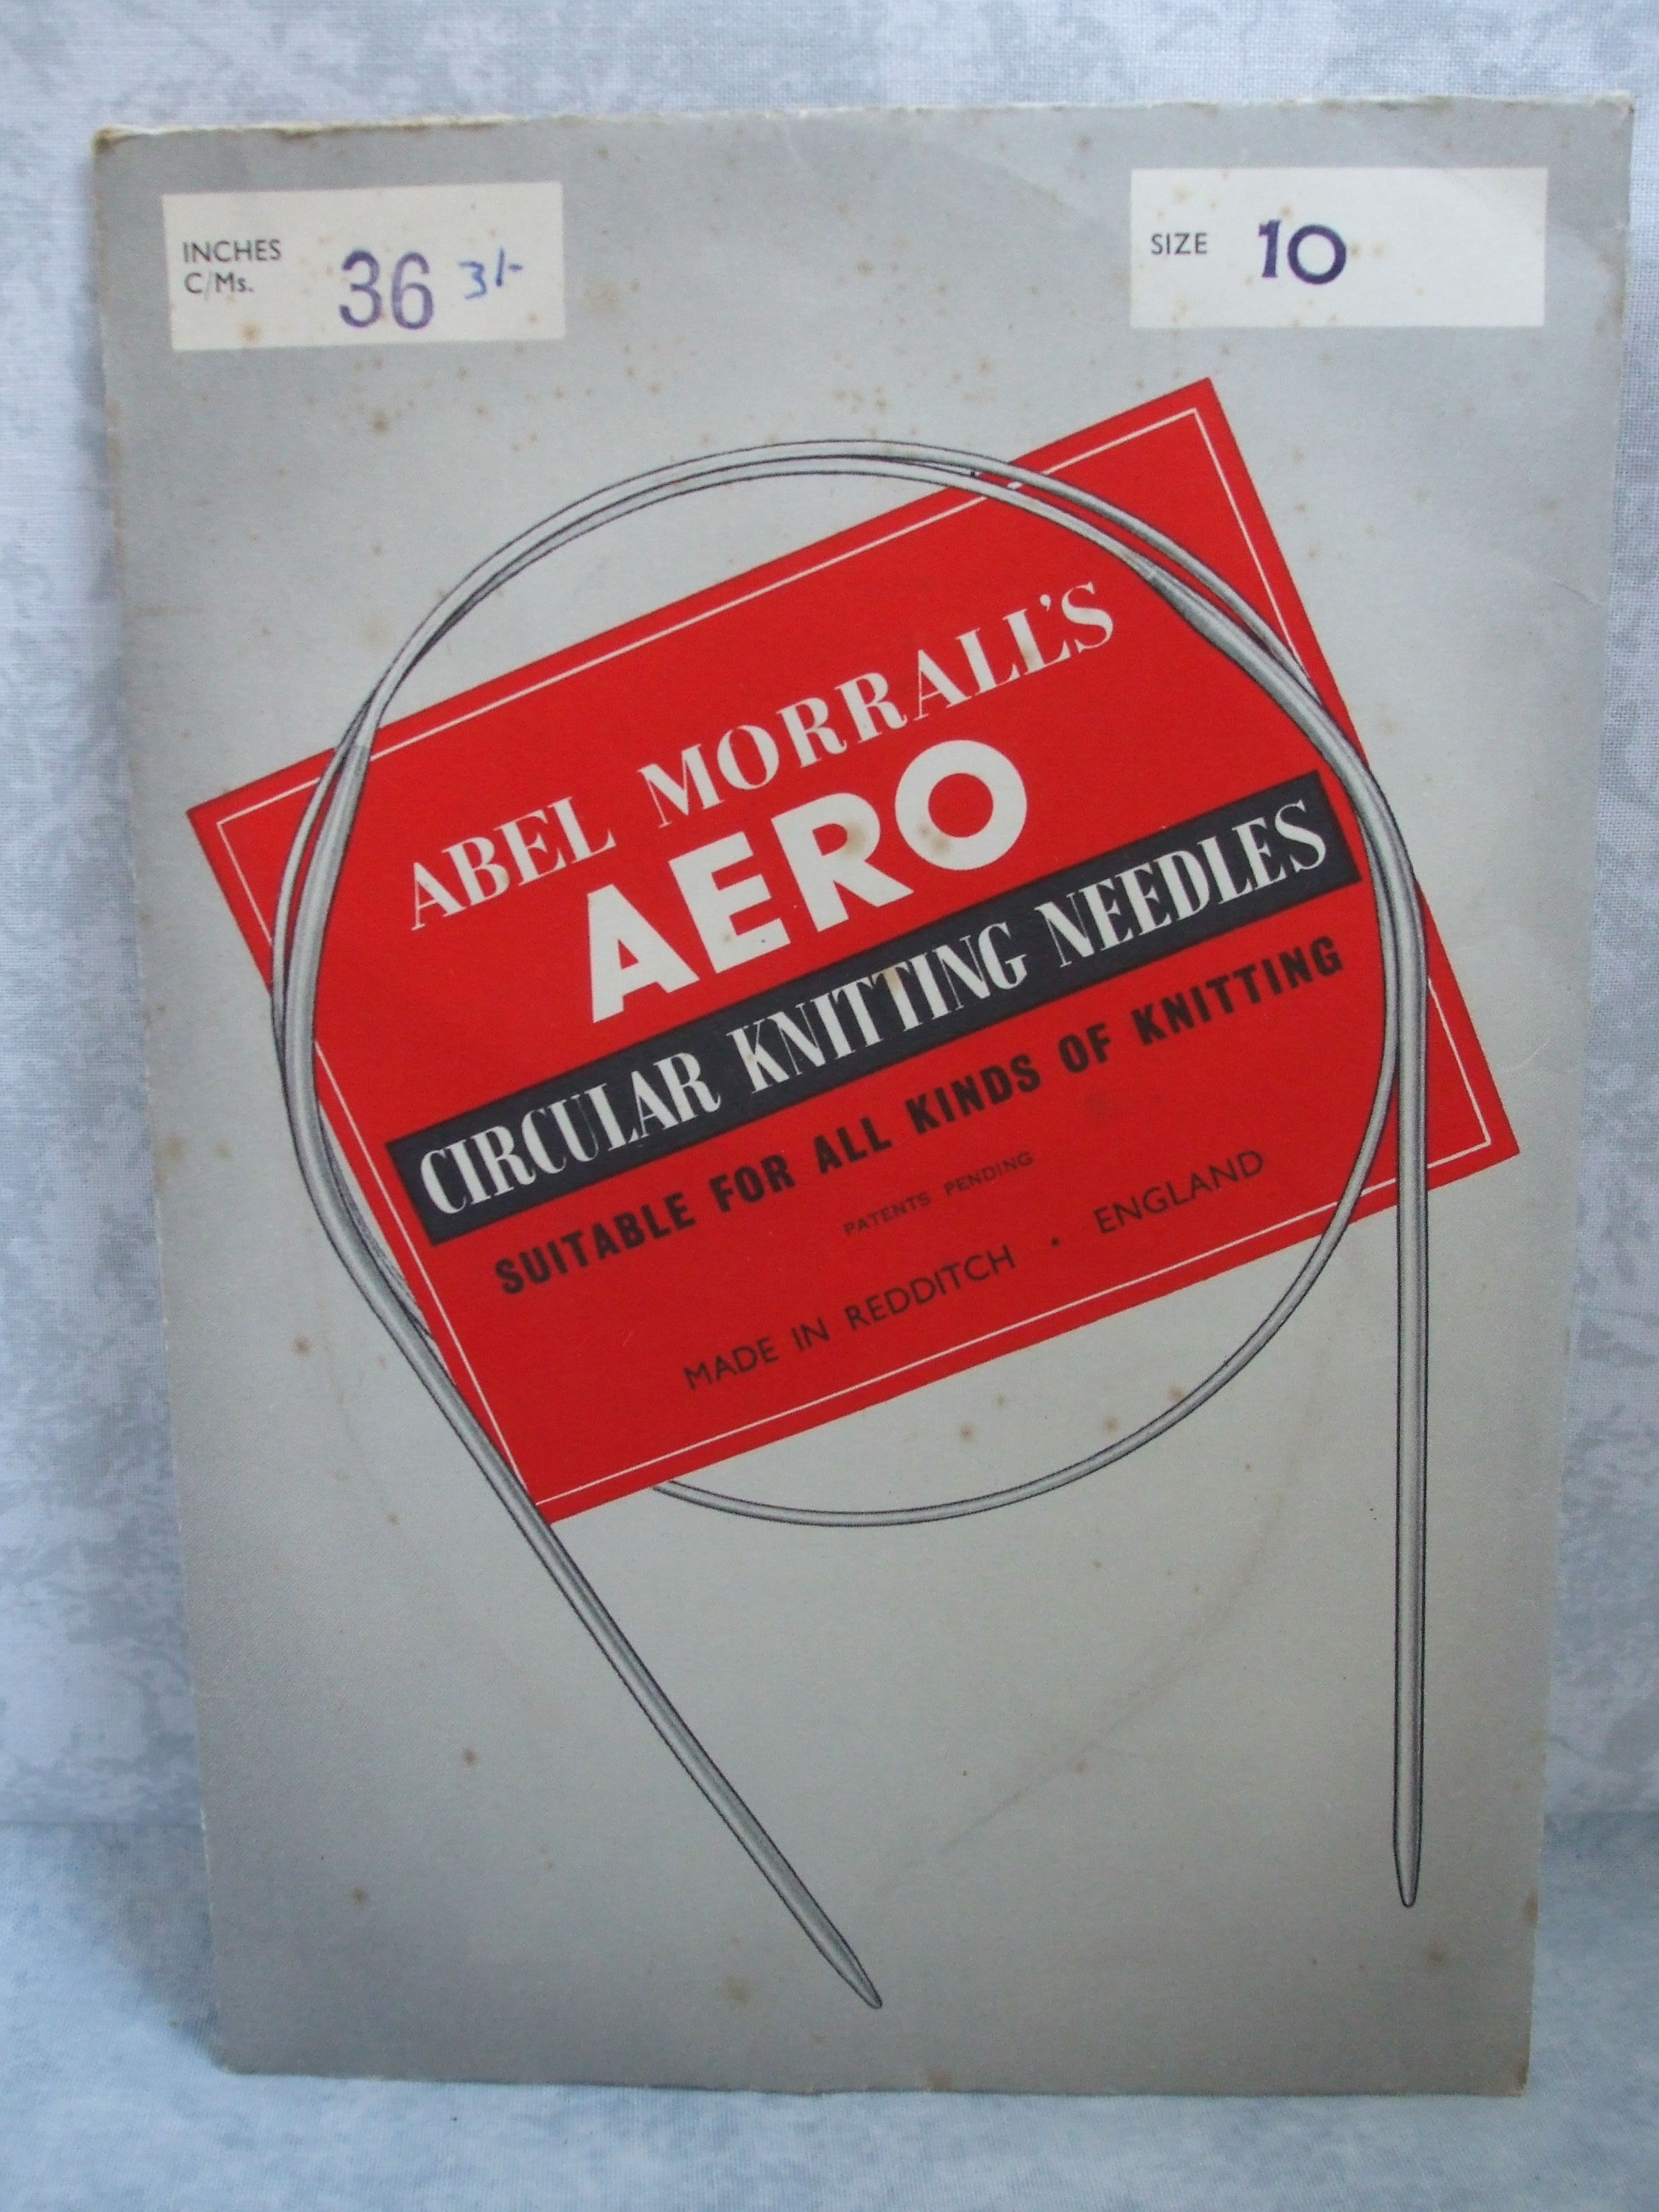 INCHES
C/Ms. 36 3/-
SIZE 10
ABEL MORRALL'S
AERO
CIRCULAR KNITTING NEEDLES
SUITABLE FOR ALL KINDS OF KNITTING
PATENTS PENDING
MADE IN REDDITCH · ENGLAND